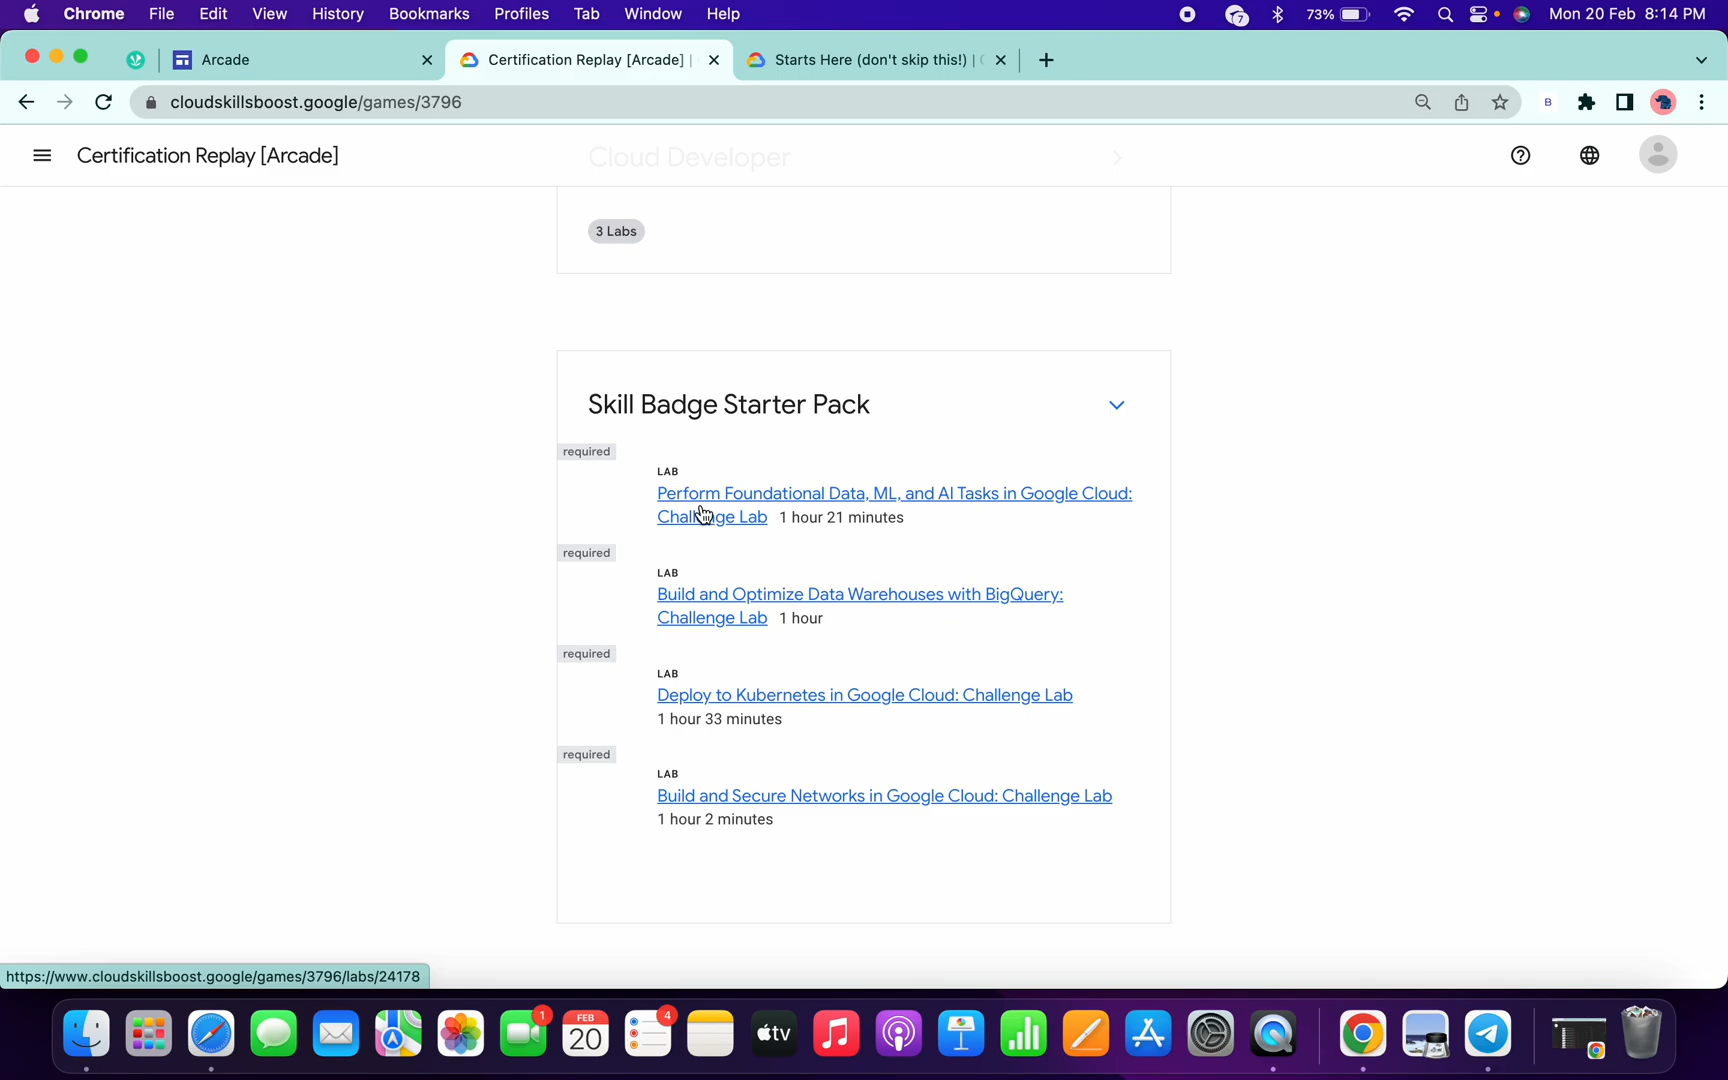 Chrome File Edit View History Bookmarks Profiles Tab Window Help 7 73% Mon 20 Feb 8:14 PM
Arcade Certification Replay [Arcade] | Starts Here (don't skip this!) |
cloudskillsboost.google/games/3796 B
Certification Replay [Arcade]
Cloud Developer
3 Labs
Skill Badge Starter Pack
required
LAB
Perform Foundational Data, ML, and AI Tasks in Google Cloud:
Challenge Lab 1 hour 21 minutes
required
LAB
Build and Optimize Data Warehouses with BigQuery:
Challenge Lab 1 hour
required
LAB
Deploy to Kubernetes in Google Cloud: Challenge Lab
1 hour 33 minutes
required
LAB
Build and Secure Networks in Google Cloud: Challenge Lab
1 hour 2 minutes
https://www.cloudskillsboost.google/games/3796/labs/24178
1 FEB 20 4 tv